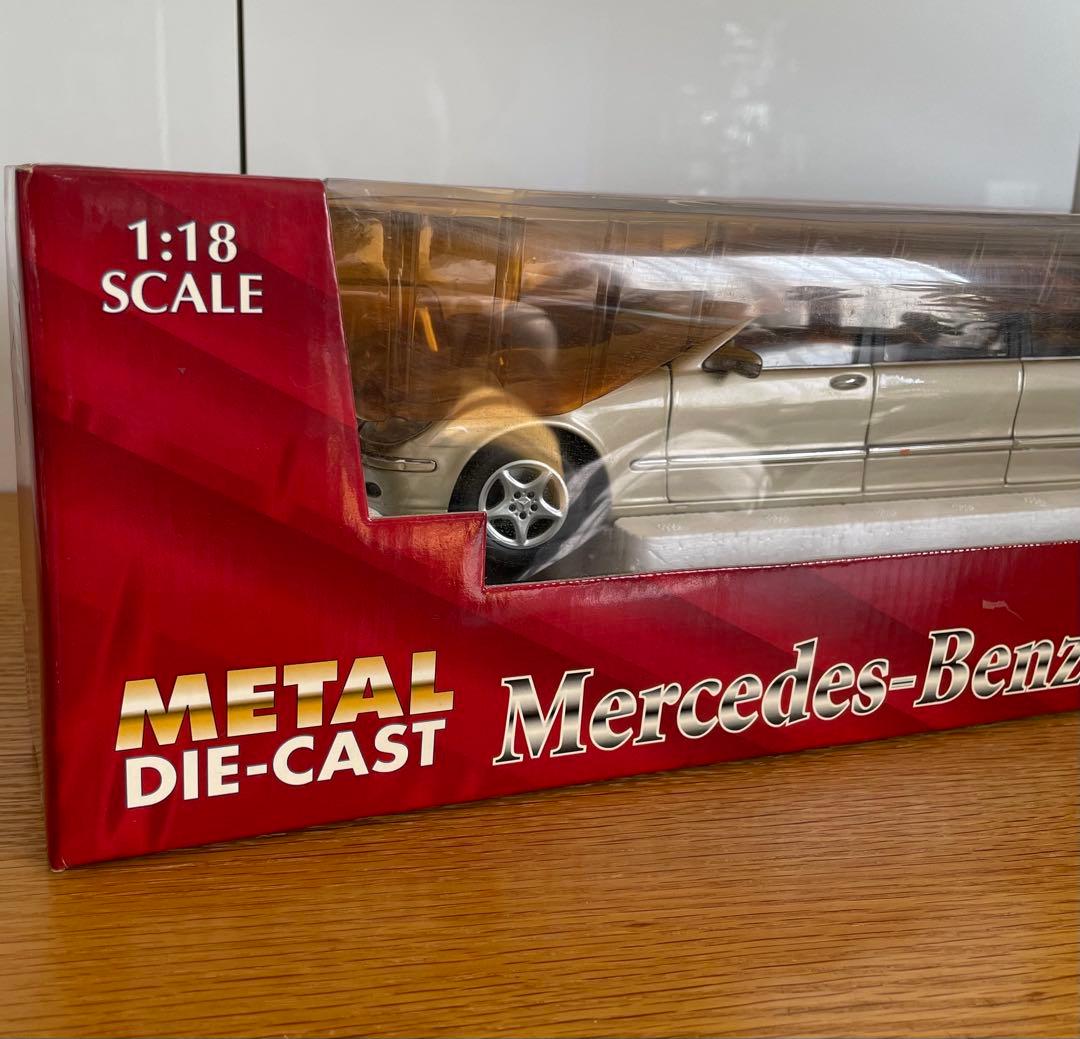 1:18
SCALE
METAL
DIE-CAST
Mercedes-Benz